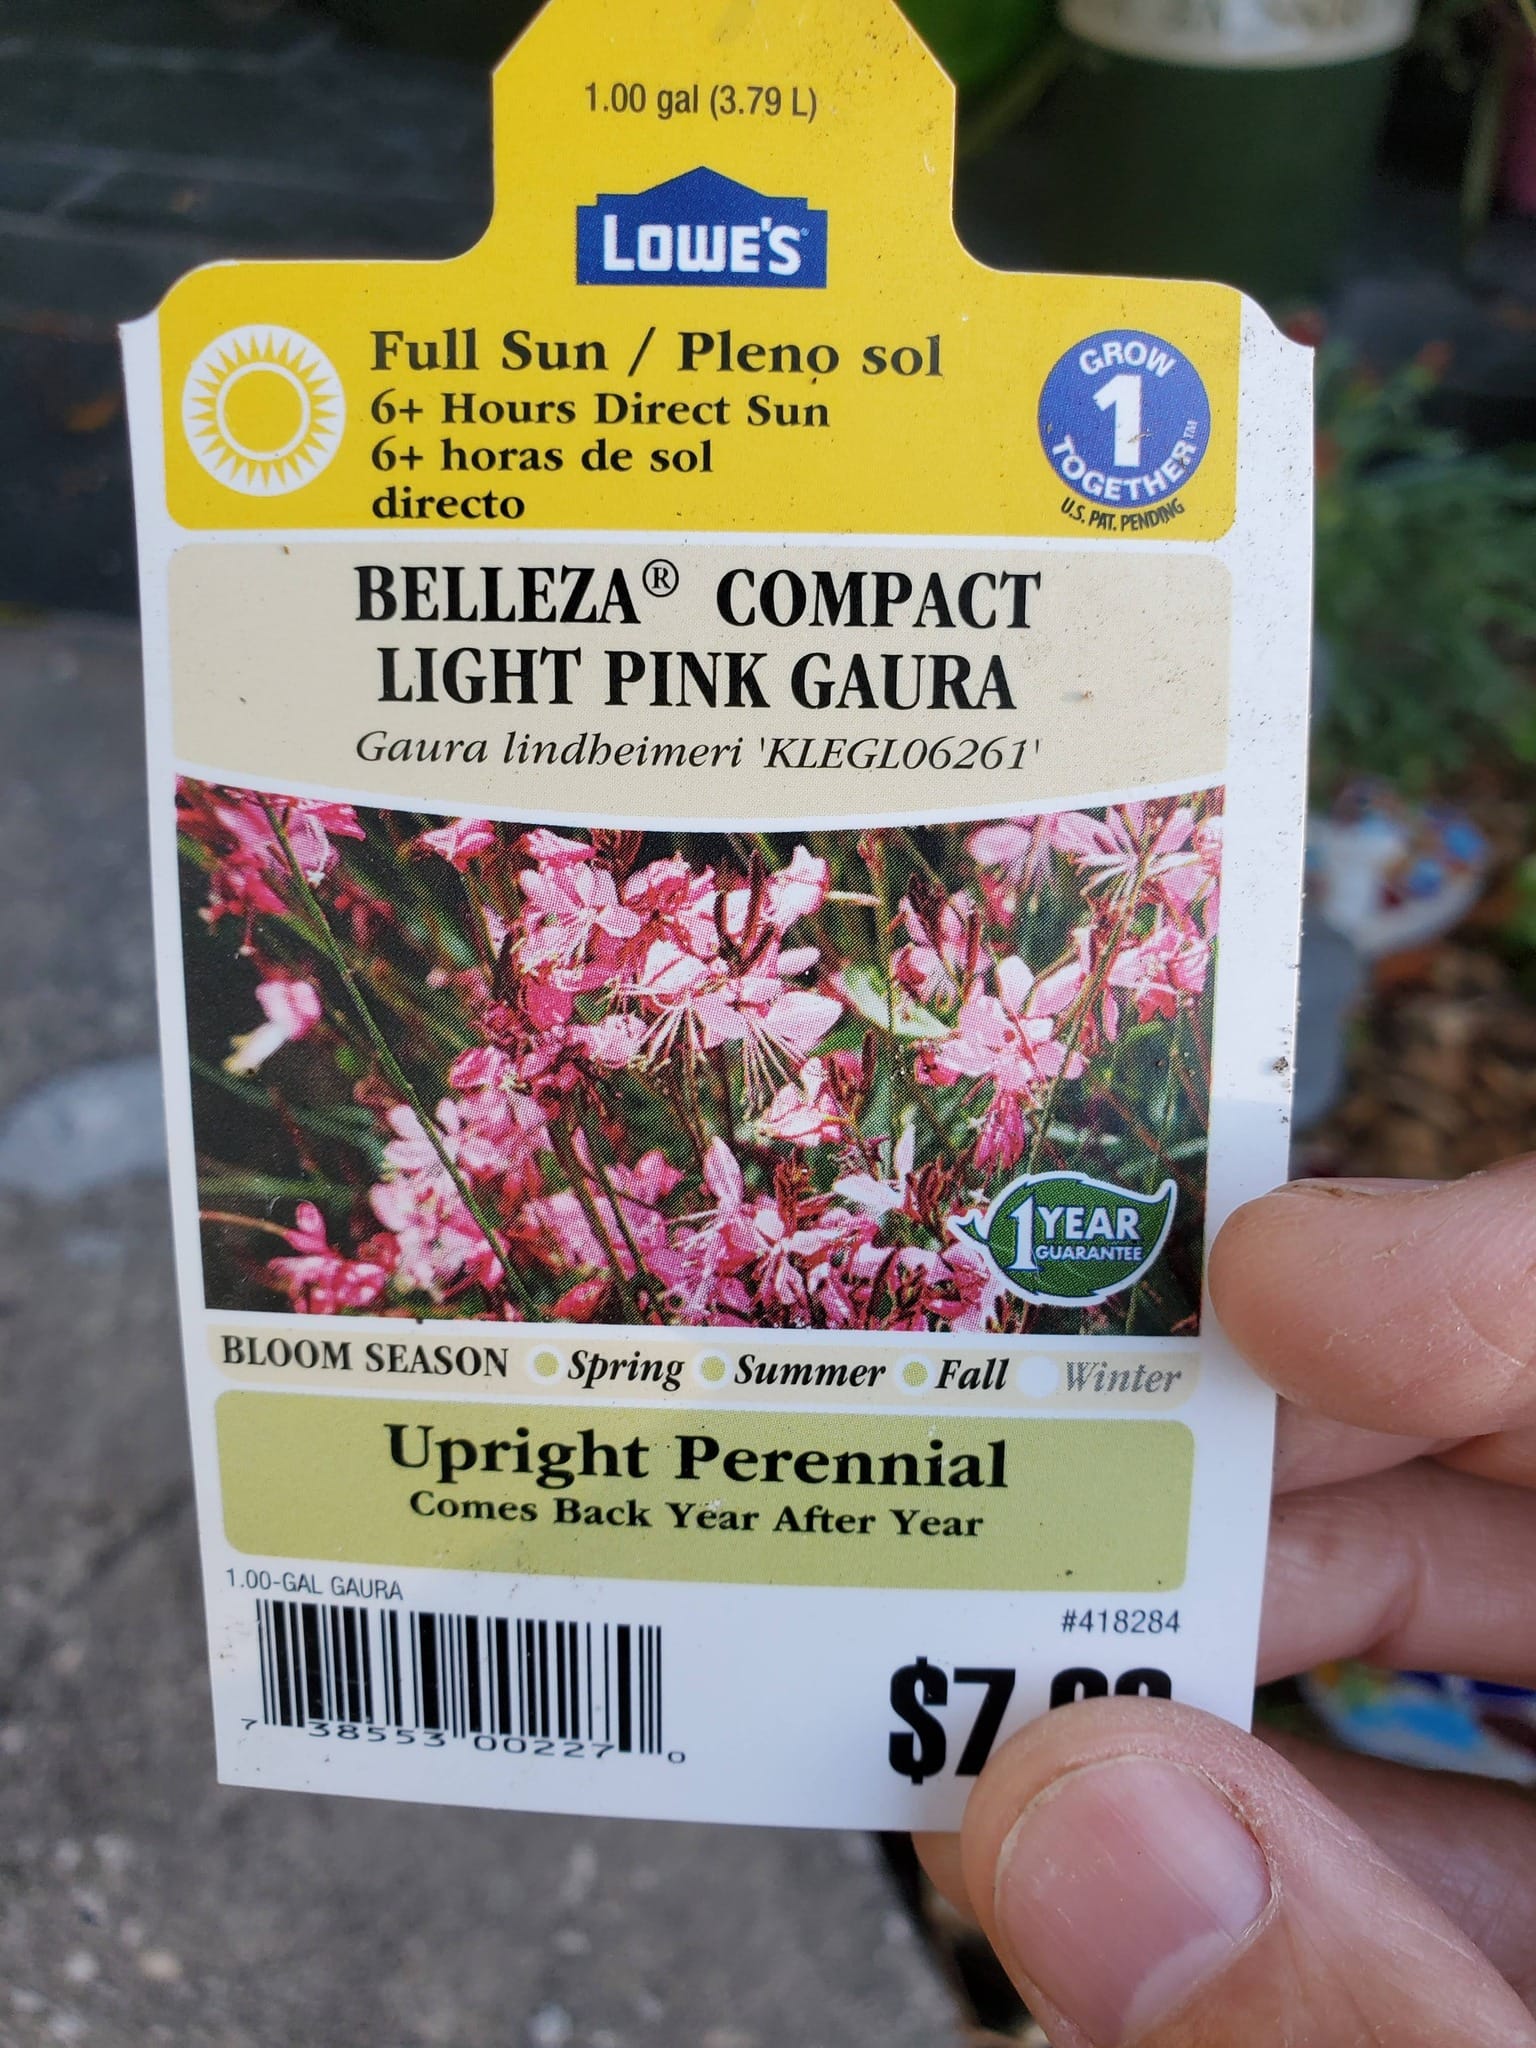 1.00 gal (3.79 L)
LOWE'S
Full Sun / Pleno sol
6+ Hours Direct Sun
6+ horas de sol
directo
GROW
1
TOGETHER™
U.S. PAT. PENDING
BELLEZA® COMPACT
LIGHT PINK GAURA
Gaura lindheimeri 'KLEGL06261'
1 YEAR
GUARANTEE
BLOOM SEASON Spring Summer Fall Winter
Upright Perennial
Comes Back Year After Year
1.00-GAL GAURA
#418284
7 38553 00227 0
$7